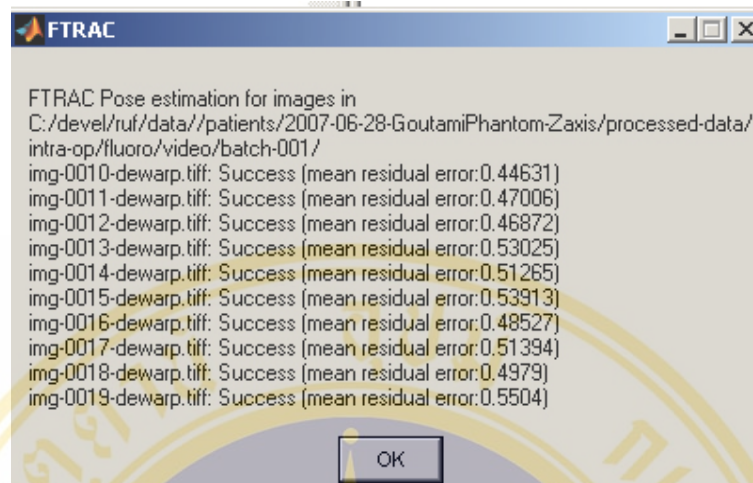 FTRAC
FTRAC Pose estimation for images in
C:/devel/ruf/data//patients/2007-06-28-GoutamiPhantom-Zaxis/processed-data/
intra-op/fluoro/video/batch-001/
img-0010-dewarp.tiff: Success (mean residual error:0.44631)
img-0011-dewarp.tiff: Success (mean residual error:0.47006)
img-0012-dewarp.tiff: Success (mean residual error:0.46872)
img-0013-dewarp.tiff: Success (mean residual error:0.53025)
img-0014-dewarp.tiff: Success (mean residual error:0.51265)
img-0015-dewarp.tiff: Success (mean residual error:0.53913)
img-0016-dewarp.tiff: Success (mean residual error:0.48527)
img-0017-dewarp.tiff: Success (mean residual error:0.51394)
img-0018-dewarp.tiff: Success (mean residual error:0.4979)
img-0019-dewarp.tiff: Success (mean residual error:0.5504)
OK